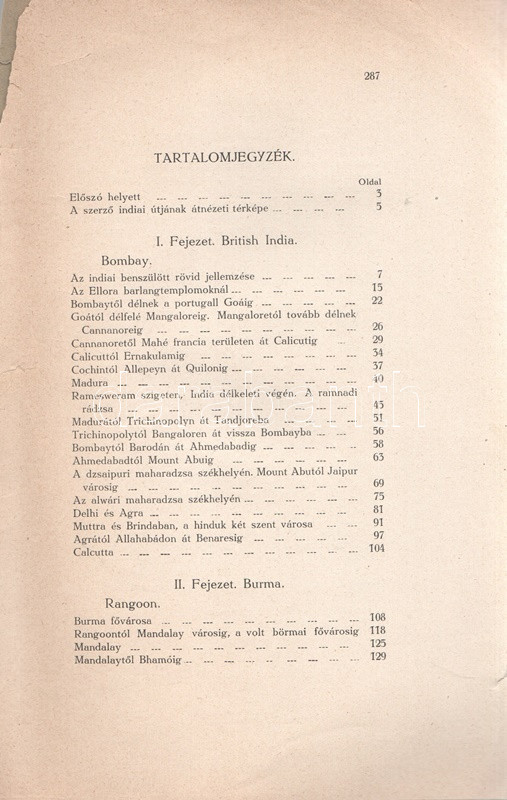 287
TARTALOMJEGYZÉK.
Oldal
Előszó helyett 3
A szerző indiai útjának átnézeti térképe 5
I. Fejezet. British India.
Bombay.
Az indiai benszülött rövid jellemzése 7
Az Ellora barlangtemplomoknál 15
Bombaytől délnek a portugall Goáig 22
Goától délfelé Mangaloreig. Mangaloretól tovább délnek
Cannanoreig 26
Cannanoretől Mahé francia területen át Calicutig 29
Calicuttól Ernakulamig 34
Cochintól Allepeyn át Quilonig 37
Madura 40
Ramesweram szigeten, India délkeleti végén. A ramnadi
rádzsa 45
Madurától Trichinopolyn át Tandjoreba 51
Trichinopolytól Bangaloren át vissza Bombayba 56
Bombaytól Barodán át Ahmedabadig 58
Ahmedabadtól Mount Abuig 63
A dzsaipuri maharadzsa székhelyén. Mount Abutól Jaipur
városig 69
Az alwári maharadzsa székhelyén 75
Delhi és Agra 81
Muttra és Brindaban, a hinduk két szent városa 91
Agrától Allahabádon át Benaresig 97
Calcutta 104
II. Fejezet. Burma.
Rangoon.
Burma fővárosa 108
Rangoontól Mandalay városig, a volt börmai fővárosig 118
Mandalay 125
Mandalaytől Bhamóig 129